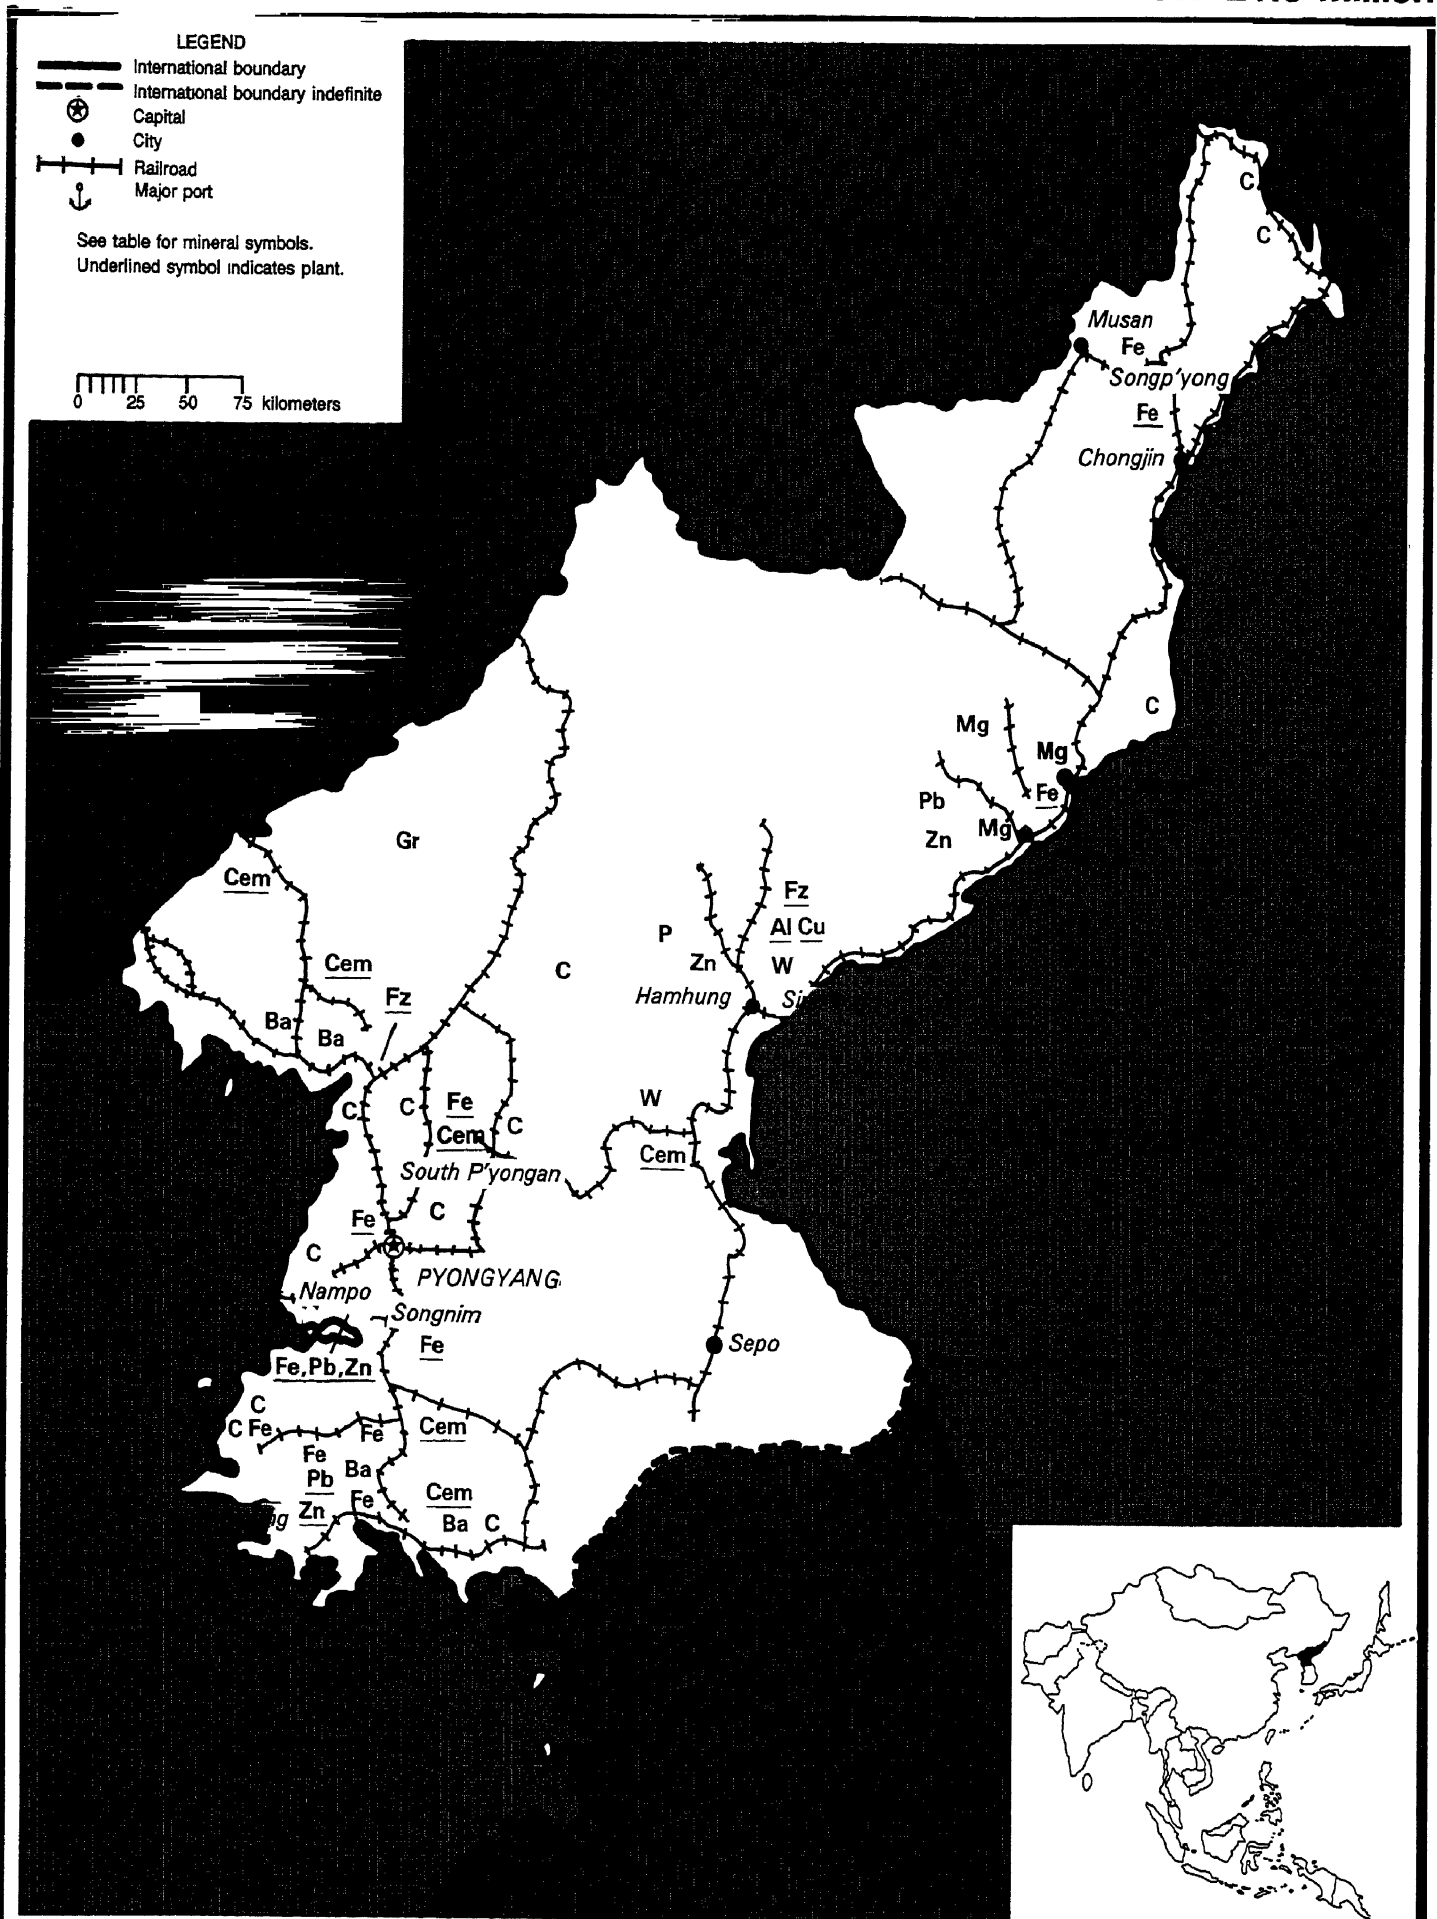 LEGEND
International boundary
International boundary indefinite
Capital
City
Railroad
Major port
See table for mineral symbols.
Underlined symbol indicates plant.
0 25 50 75 kilometers
C
C
Musan
Fe
Songp'yong
Fe
Chongjin
C
Mg
Mg
Pb
Fe
Mg
Zn
Gr
Cem
Fz
Al Cu
P
Zn
W
C
Cem
Hamhung
Fz
Ba
Ba
C
C
Fe
C
Cem
W
Cem
South P'yongan
C
Fe
C
PYONGYANG
Nampo
Songnim
Fe
Sepo
Fe,Pb,Zn
C
C Fe
Fe
Cem
Fe
Pb
Ba
Zn
Fe
Cem
Ba C